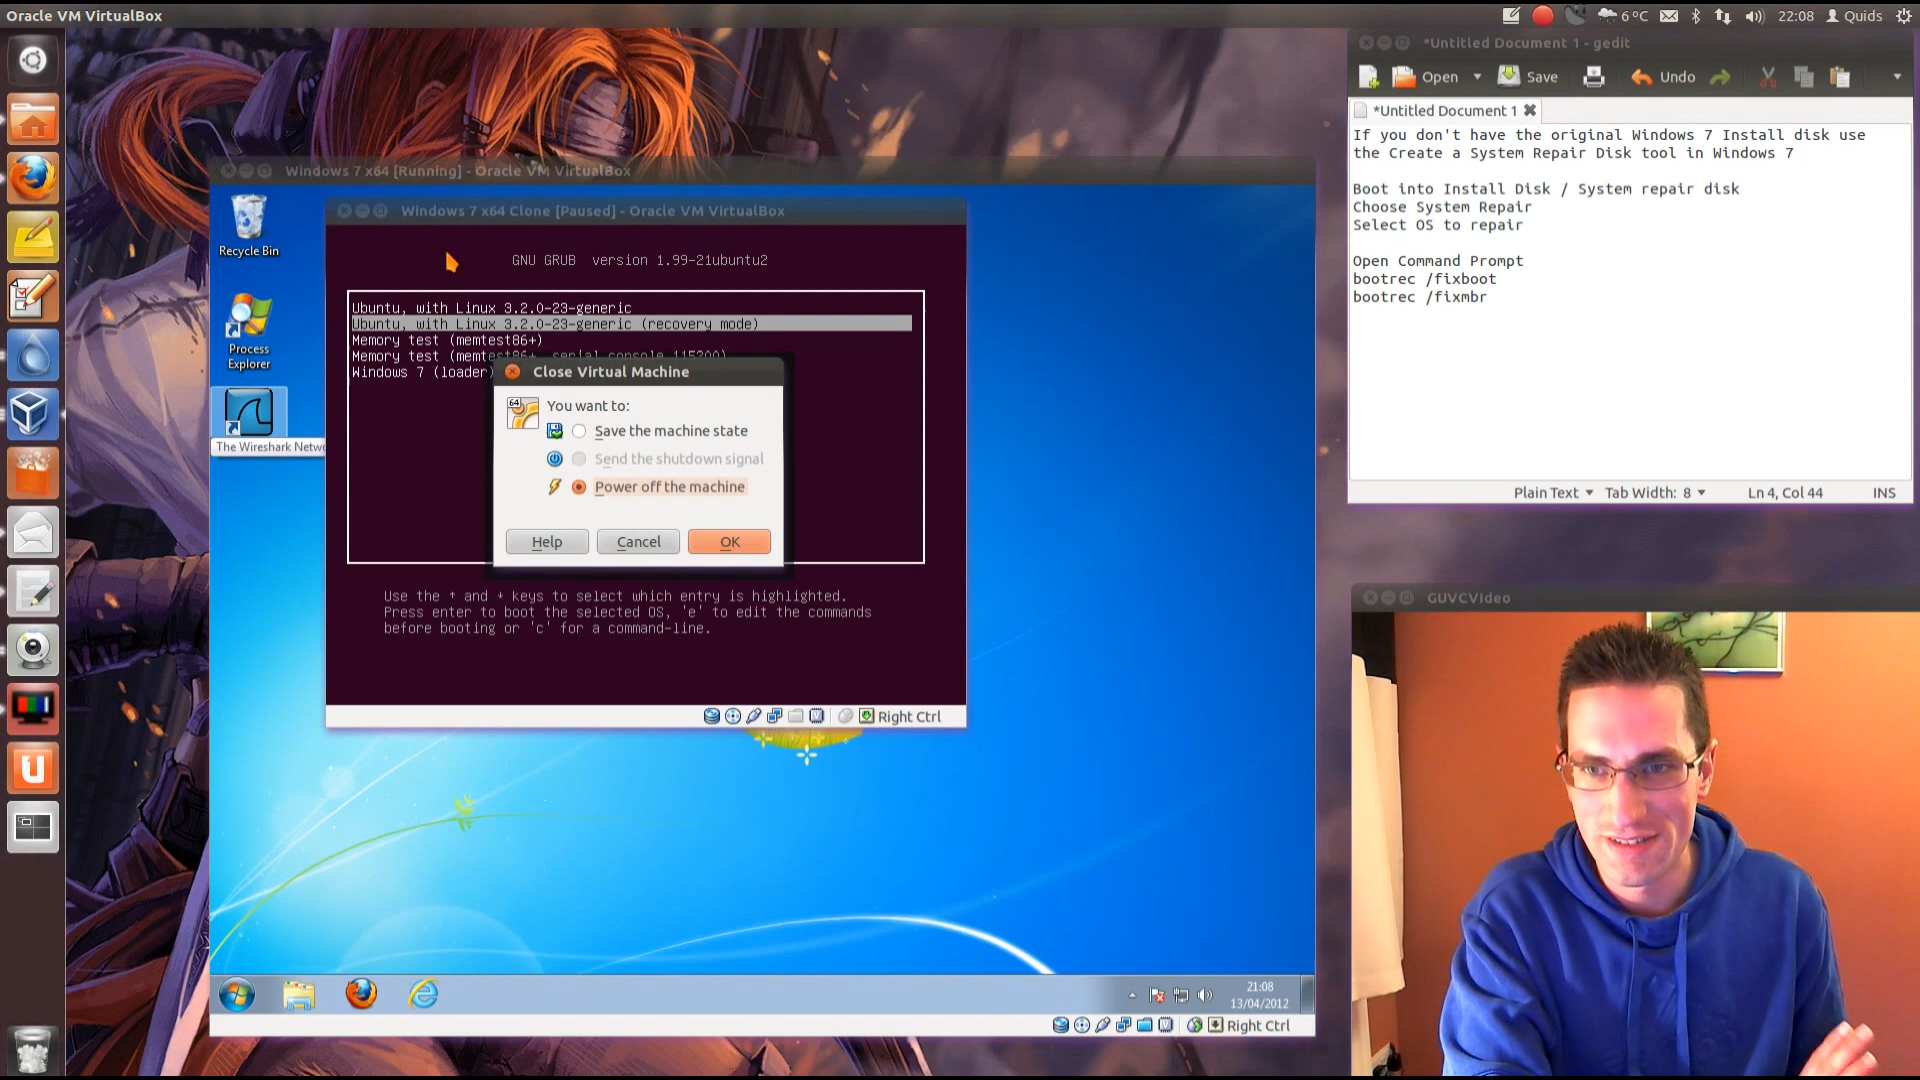 Oracle VM VirtualBox
6°C
22:08
Quids
*Untitled Document 1 - gedit
Open
Save
Undo
*Untitled Document 1
If you don't have the original Windows 7 Install disk use
the Create a System Repair Disk tool in Windows 7
Boot into Install Disk / System repair disk
Choose System Repair
Select OS to repair
Open Command Prompt
bootrec /fixboot
bootrec /fixmbr
Plain Text
Tab Width: 8
Ln 4, Col 44
INS
Windows 7 x64 [Running] - Oracle VM VirtualBox
Recycle Bin
Process
Explorer
The Wireshark Netw
Windows 7 x64 Clone [Paused] - Oracle VM VirtualBox
GNU GRUB version 1.99-21ubuntu2
Ubuntu, with Linux 3.2.0-23-generic
Ubuntu, with Linux 3.2.0-23-generic (recovery mode)
Memory test (memtest86+)
Memory test (memtest86+, serial console 115200)
Windows 7 (loader)
Close Virtual Machine
64
You want to:
Save the machine state
Send the shutdown signal
Power off the machine
Help
Cancel
OK
Use the ↑ and ↓ keys to select which entry is highlighted.
Press enter to boot the selected OS, 'e' to edit the commands
before booting or 'c' for a command-line.
Right Ctrl
21:08
13/04/2012
Right Ctrl
GUVCVIdeo